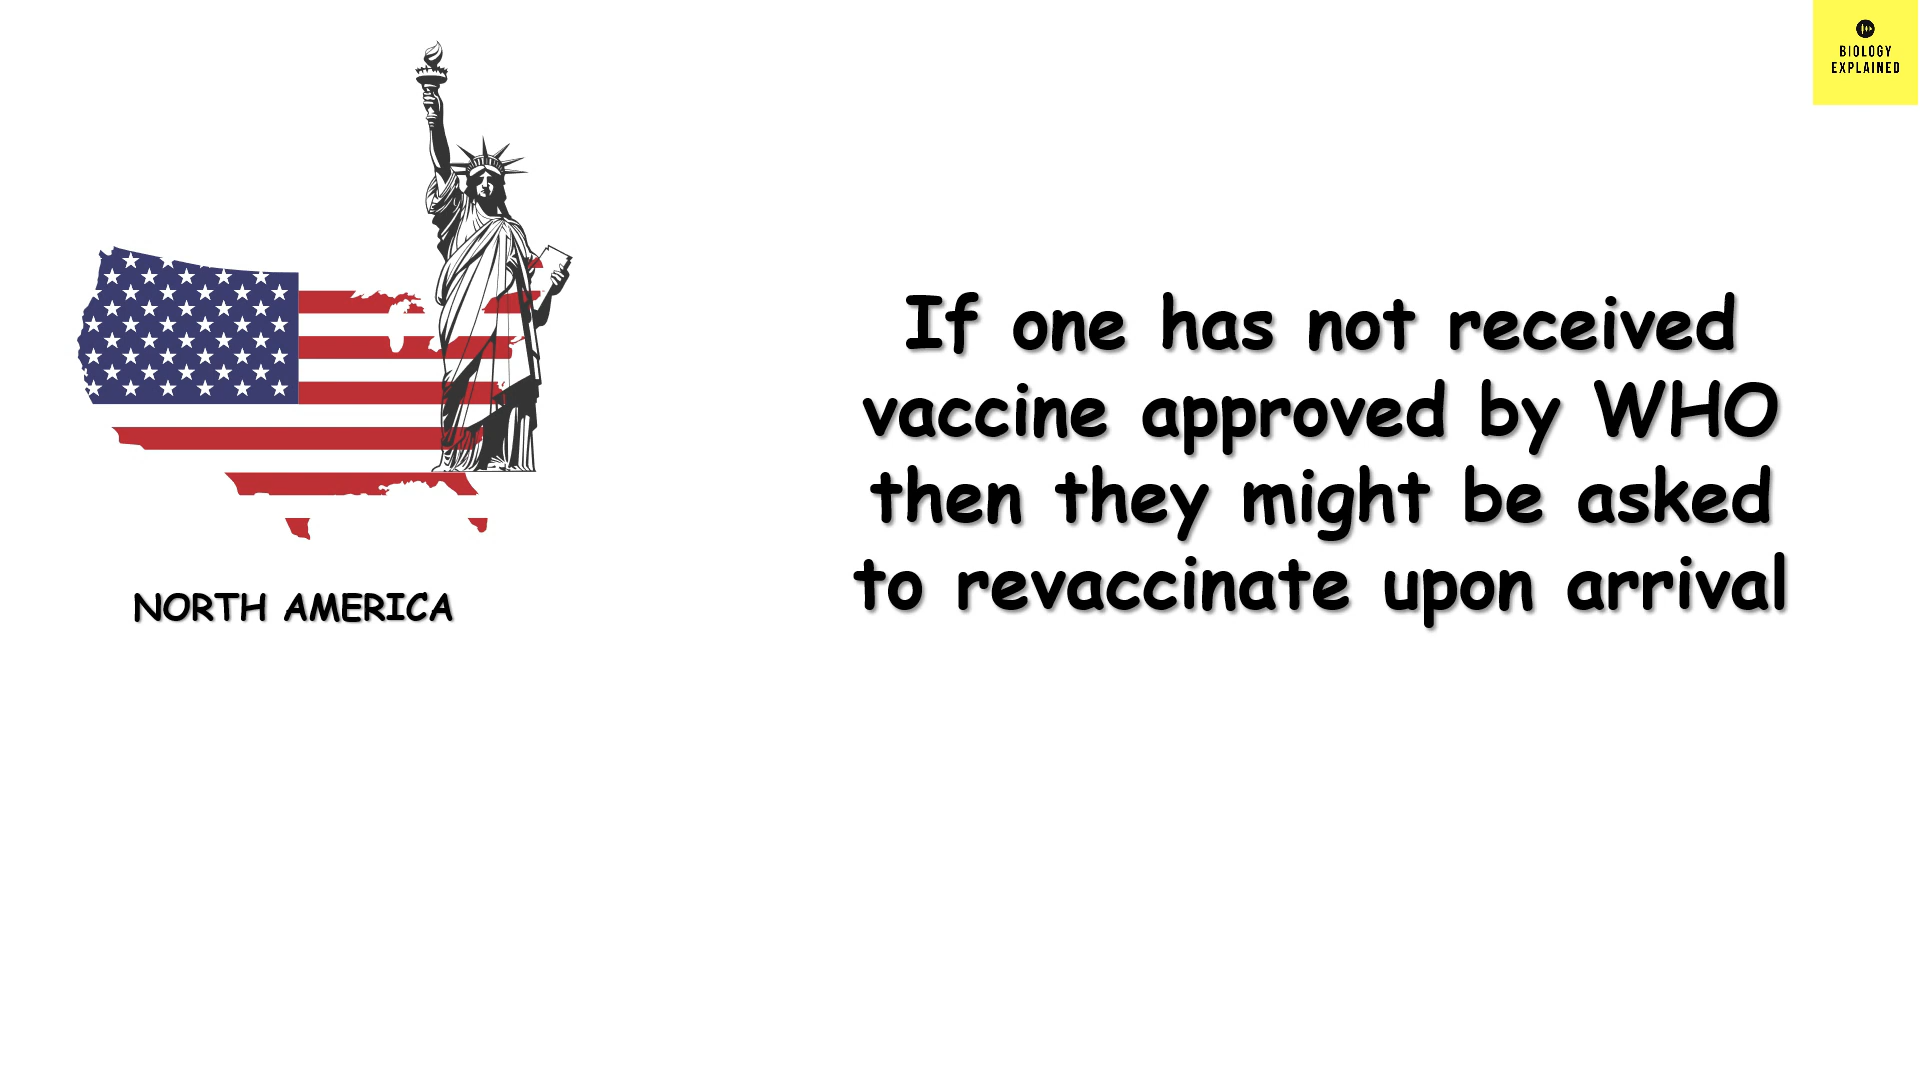 BIOLOGY
EXPLAINED
If one has not received
vaccine approved by WHO
then they might be asked
to revaccinate upon arrival
NORTH AMERICA